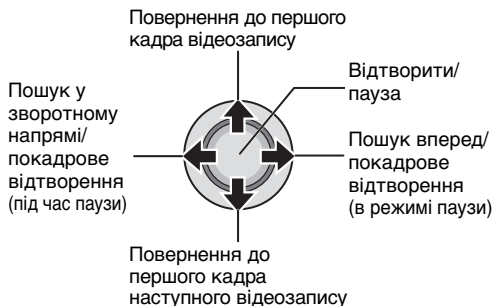 Повернення до першого
кадра відеозапису
Відтворити/
пауза
Пошук у
зворотному
напрямі/
покадрове
відтворення
(під час паузи)
Пошук вперед/
покадрове
відтворення
(в режимі паузи)
Повернення до
першого кадра
наступного відеозапису